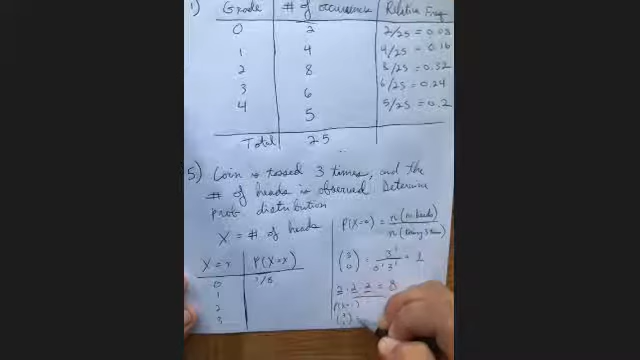 1) Grade # of occurrences Relative Freq
0 2 2/25 = 0.08
1 4 4/25 = 0.16
2 8 8/25 = 0.32
3 6 6/25 = 0.24
4 5 5/25 = 0.2
Total 25
5) Coin is tossed 3 times, and the
# of heads is observed Determine
prob distribution
X = # of heads
X=x P(X=x)
0 1/8
1
2
3
P(X=0) = n(no heads) / n(tossing 3 times)
(3 0) = 3! / 0! 3! = 1
2 · 2 · 2 = 8
P(X=1)